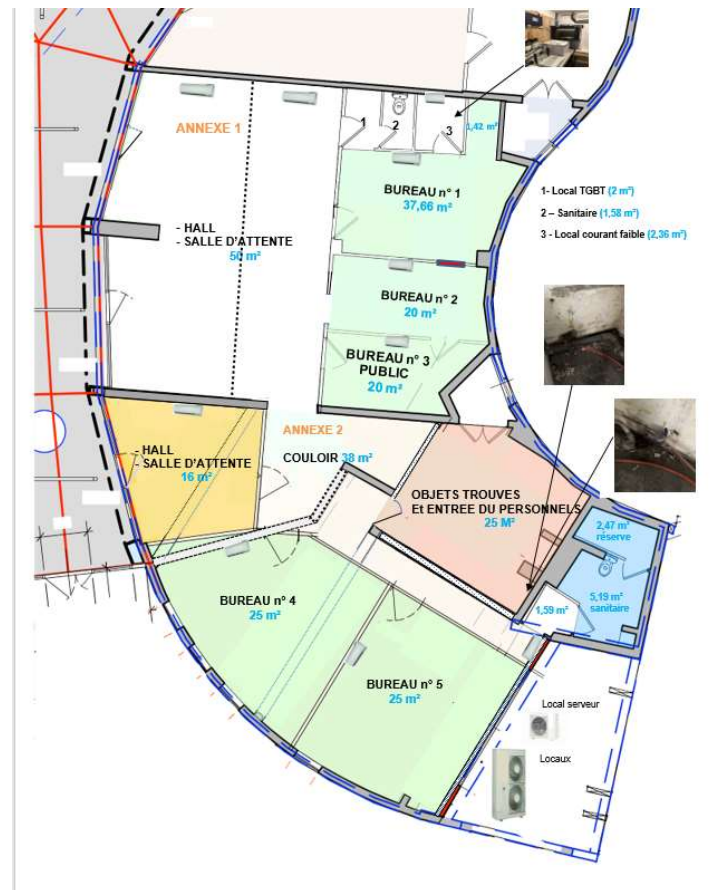 ANNEXE 1
1
2
3
1,42 m²
BUREAU n° 1
37,66 m²
1- Local TGBT (2 m²)
2 – Sanitaire (1,58 m²)
3 - Local courant faible (2,36 m²)
- HALL
- SALLE D'ATTENTE
50 m²
BUREAU n° 2
20 m²
BUREAU n° 3
PUBLIC
20 m²
ANNEXE 2
COULOIR 38 m²
- HALL
- SALLE D'ATTENTE
16 m²
OBJETS TROUVES
Et ENTREE DU PERSONNELS
25 M²
2,47 m²
réserve
5,19 m²
sanitaire
1,59 m²
BUREAU n° 4
25 m²
BUREAU n° 5
25 m²
Local serveur
Locaux